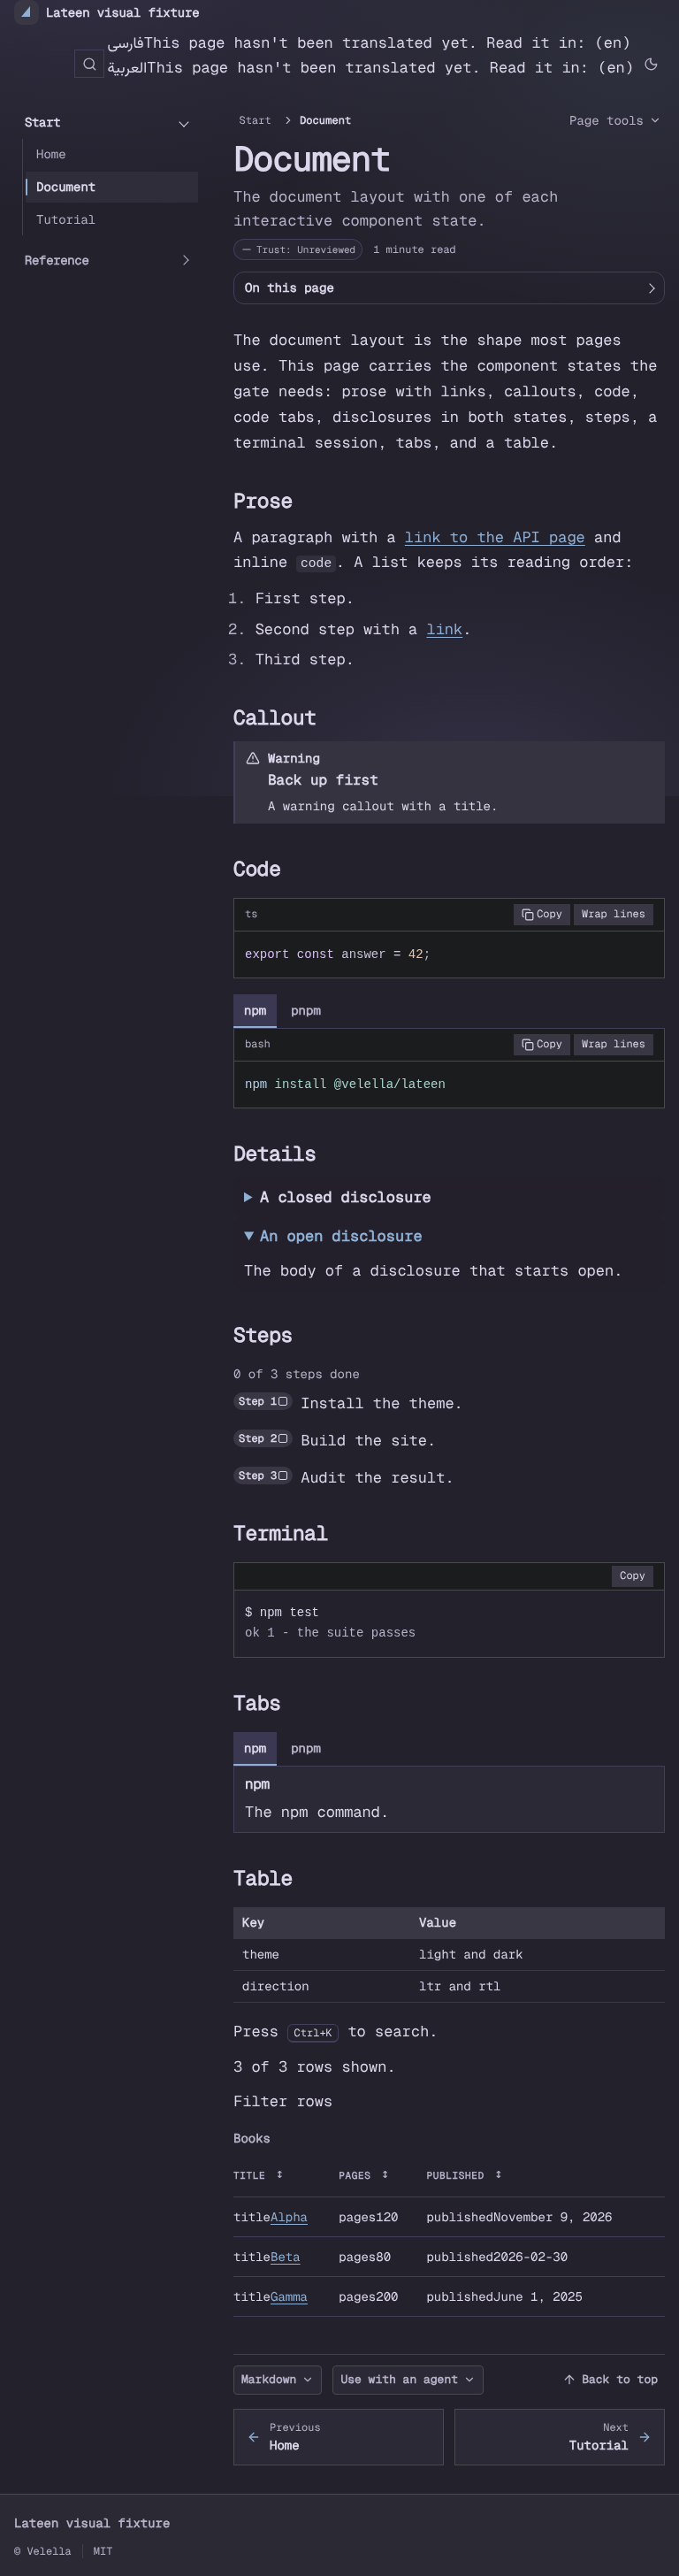 Lateen visual fixture
فارسیThis page hasn't been translated yet. Read it in: (en)
العربيةThis page hasn't been translated yet. Read it in: (en)
Start
Home
Document
Tutorial
Reference
Start
Document
Page tools
Document
The document layout with one of each
interactive component state.
Trust: Unreviewed
1 minute read
On this page
The document layout is the shape most pages
use. This page carries the component states the
gate needs: prose with links, callouts, code,
code tabs, disclosures in both states, steps, a
terminal session, tabs, and a table.
Prose
A paragraph with a link to the API page and
inline code. A list keeps its reading order:
1. First step.
2. Second step with a link.
3. Third step.
Callout
Warning
Back up first
A warning callout with a title.
Code
ts
Copy
Wrap lines
export const answer = 42;
npm
pnpm
bash
Copy
Wrap lines
npm install @velella/lateen
Details
A closed disclosure
An open disclosure
The body of a disclosure that starts open.
Steps
0 of 3 steps done
Step 1 Install the theme.
Step 2 Build the site.
Step 3 Audit the result.
Terminal
Copy
$ npm test
ok 1 - the suite passes
Tabs
npm
pnpm
npm
The npm command.
Table
Key Value
theme light and dark
direction ltr and rtl
Press Ctrl+K to search.
3 of 3 rows shown.
Filter rows
Books
TITLE ↕ PAGES ↕ PUBLISHED ↕
titleAlpha pages120 publishedNovember 9, 2026
titleBeta pages80 published2026-02-30
titleGamma pages200 publishedJune 1, 2025
Markdown
Use with an agent
Back to top
Previous
Home
Next
Tutorial
Lateen visual fixture
© Velella
MIT